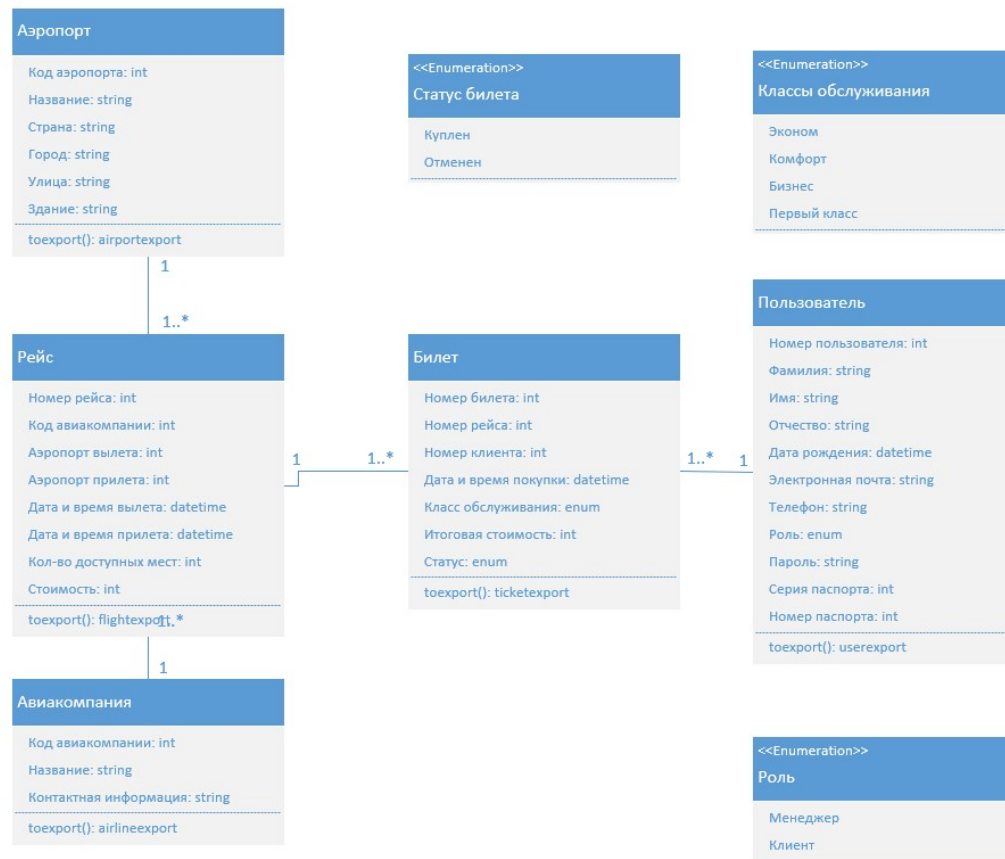 Аэропорт
Код аэропорта: int
Название: string
Страна: string
Город: string
Улица: string
Здание: string
toexport(): airportexport
1
1..*
<<Enumeration>>
Статус билета
Куплен
Отменен
<<Enumeration>>
Классы обслуживания
Эконом
Комфорт
Бизнес
Первый класс
Рейс
Номер рейса: int
Код авиакомпании: int
Аэропорт вылета: int
Аэропорт прилета: int
Дата и время вылета: datetime
Дата и время прилета: datetime
Кол-во доступных мест: int
Стоимость: int
toexport(): flightexport
1..*
1
1
1..*
Билет
Номер билета: int
Номер рейса: int
Номер клиента: int
Дата и время покупки: datetime
Класс обслуживания: enum
Итоговая стоимость: int
Статус: enum
toexport(): ticketexport
1..*
1
Пользователь
Номер пользователя: int
Фамилия: string
Имя: string
Отчество: string
Дата рождения: datetime
Электронная почта: string
Телефон: string
Роль: enum
Пароль: string
Серия паспорта: int
Номер паспорта: int
toexport(): userexport
Авиакомпания
Код авиакомпании: int
Название: string
Контактная информация: string
toexport(): airlineexport
<<Enumeration>>
Роль
Менеджер
Клиент